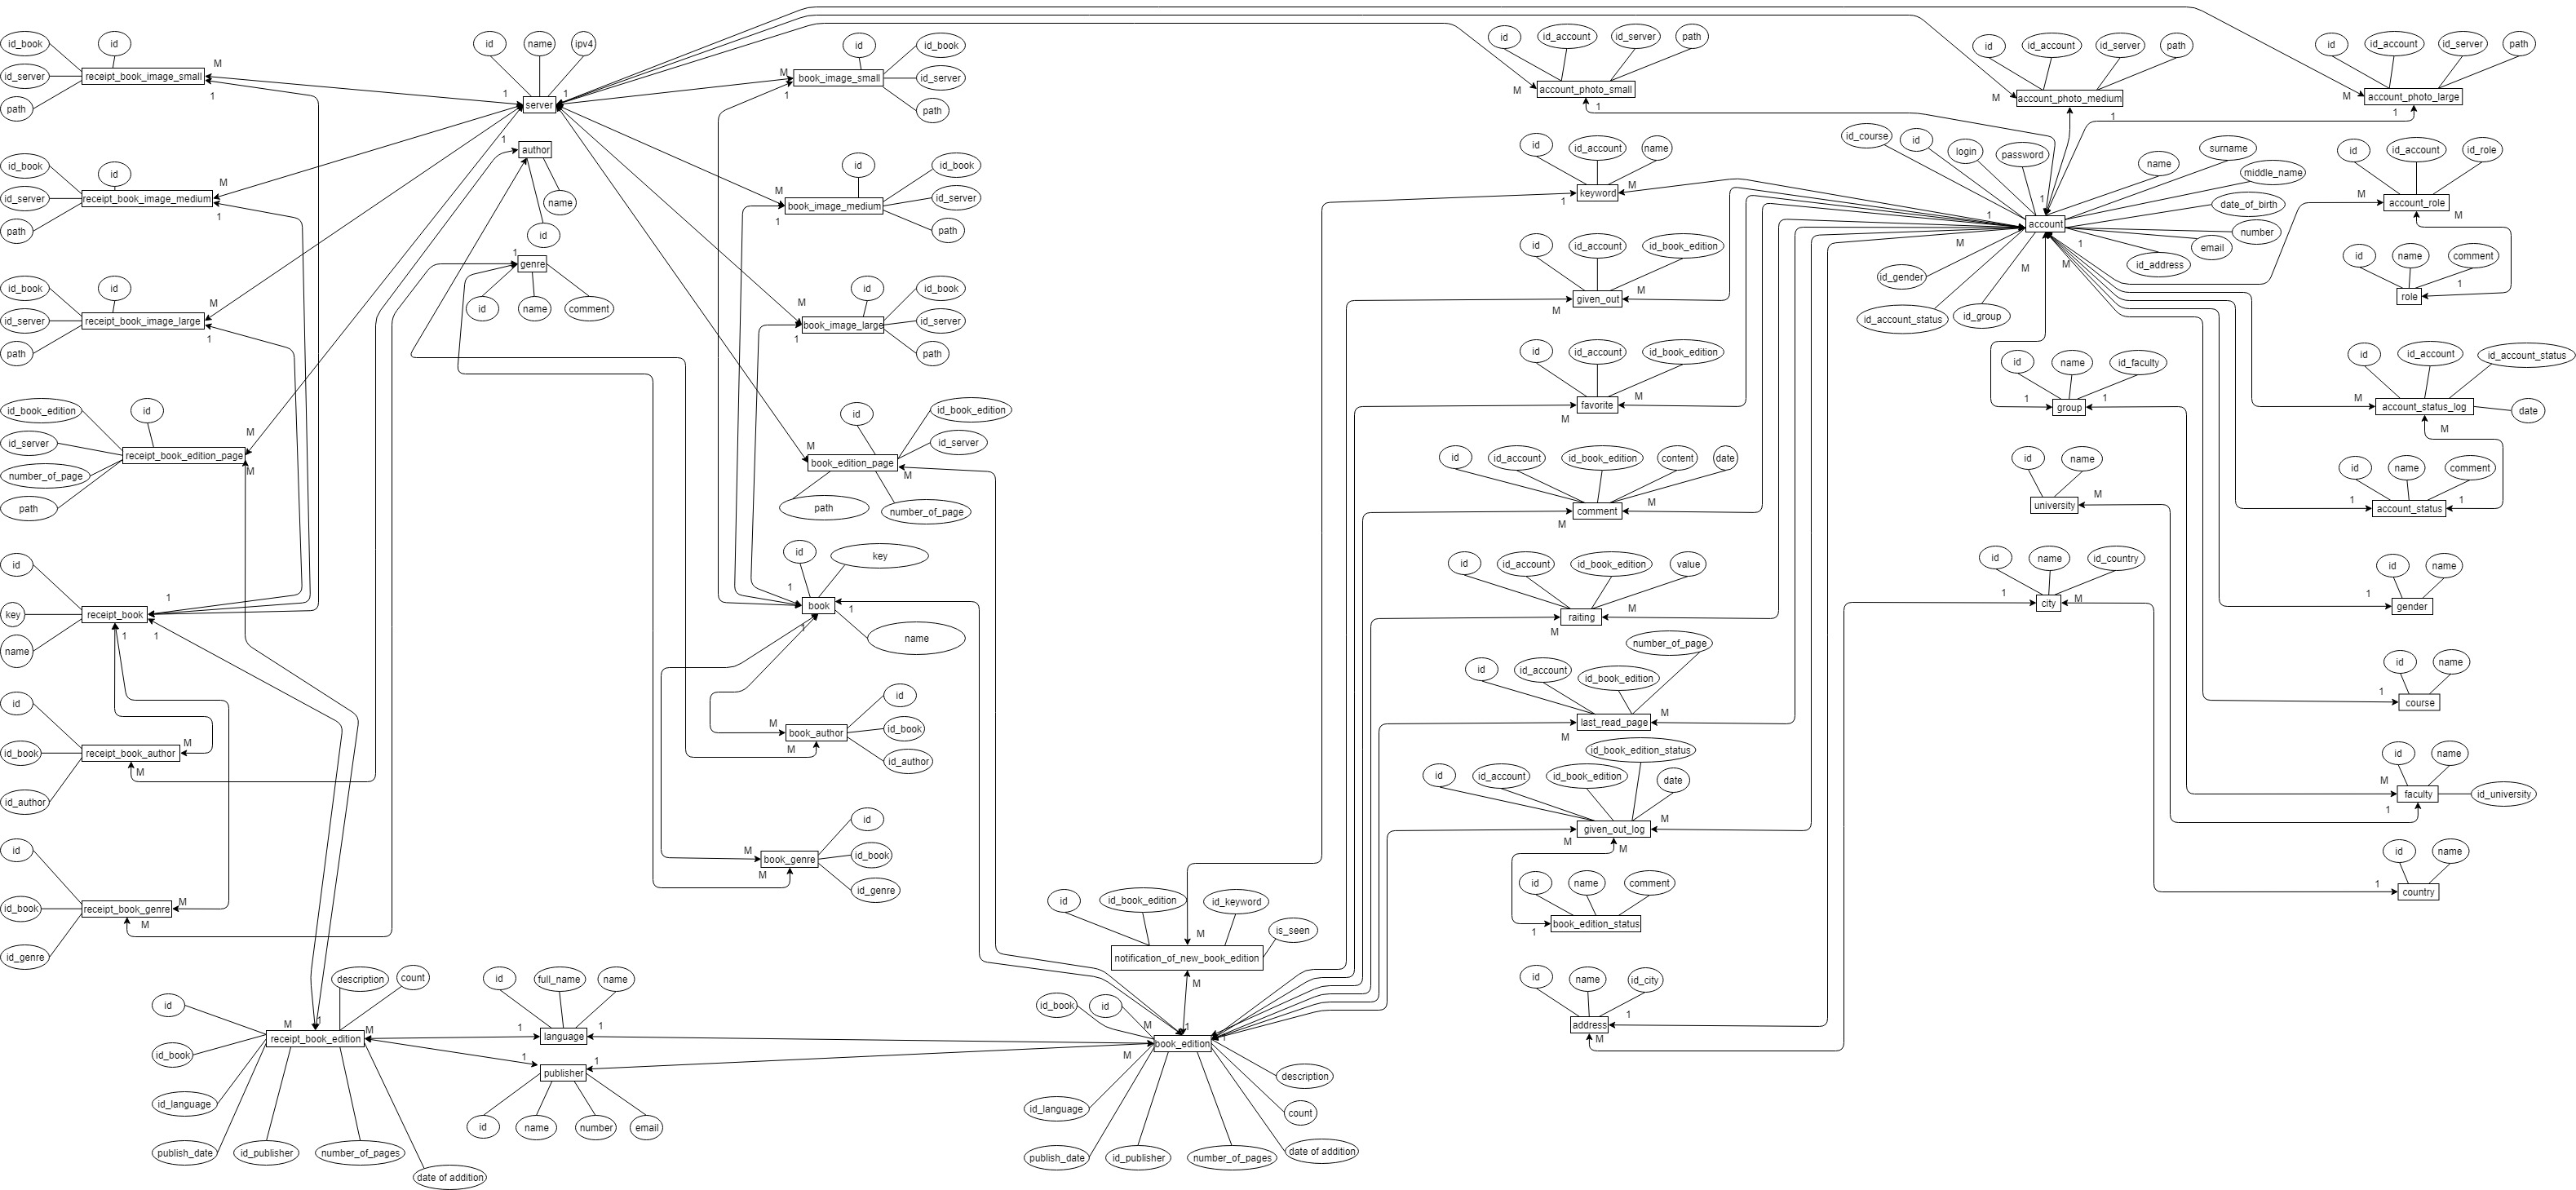 id_book
id
id_server
receipt_book_image_small
path
M
1
id
name
ipv4
server
1
1
id
id_book
book_image_small
id_server
path
M
1
id
id_account
id_server
path
account_photo_small
M
1
id
id_account
id_server
path
account_photo_medium
M
id
id_account
id_server
path
account_photo_large
M
1
1
id_book
id
id_server
receipt_book_image_medium
path
M
1
1
author
name
id
id
id_book
id_server
book_image_medium
path
M
1
id
id_account
name
keyword
M
1
id_course
id
login
password
name
surname
middle_name
date_of_birth
number
email
id_address
account
1
1
M
1
M
M
id_gender
id_account_status
id_group
id
id_account
id_role
account_role
M
M
id
name
comment
role
1
1
genre
id
name
comment
id_book
id
id_server
receipt_book_image_large
path
M
1
id
id_book
id_server
book_image_large
path
M
1
id
id_account
id_book_edition
given_out
M
M
id
id_account
id_book_edition
favorite
M
M
id
name
id_faculty
group
1
1
id
id_account
id_account_status
account_status_log
date
M
M
id_book_edition
id
id_server
receipt_book_edition_page
number_of_page
path
M
M
id
id_book_edition
id_server
book_edition_page
path
number_of_page
M
M
id
id_account
id_book_edition
content
date
comment
M
M
id
name
university
M
id
name
comment
account_status
1
1
id
key
receipt_book
name
1
1
1
id
key
book
name
1
1
1
id
id_account
id_book_edition
value
raiting
M
M
id
name
id_country
city
1
M
id
name
gender
1
id
id_book
receipt_book_author
id_author
M
M
id
id_book
book_author
id_author
M
M
id
id_account
id_book_edition
number_of_page
last_read_page
M
M
id
name
course
1
id
id_account
id_book_edition
id_book_edition_status
date
given_out_log
M
M
M
id
name
faculty
id_university
M
1
id
id_book
receipt_book_genre
id_genre
M
M
id
id_book
book_genre
id_genre
M
M
id
id_book_edition
id_keyword
is_seen
notification_of_new_book_edition
M
M
id
name
comment
book_edition_status
1
id
name
country
1
id
description
count
receipt_book_edition
id_book
id_language
publish_date
id_publisher
number_of_pages
date of addition
M
1
M
id
full_name
name
language
1
1
publisher
1
1
id
name
number
email
id_book
id
book_edition
M
1
1
M
description
count
date of addition
id_language
publish_date
id_publisher
number_of_pages
id
name
id_city
address
1
M